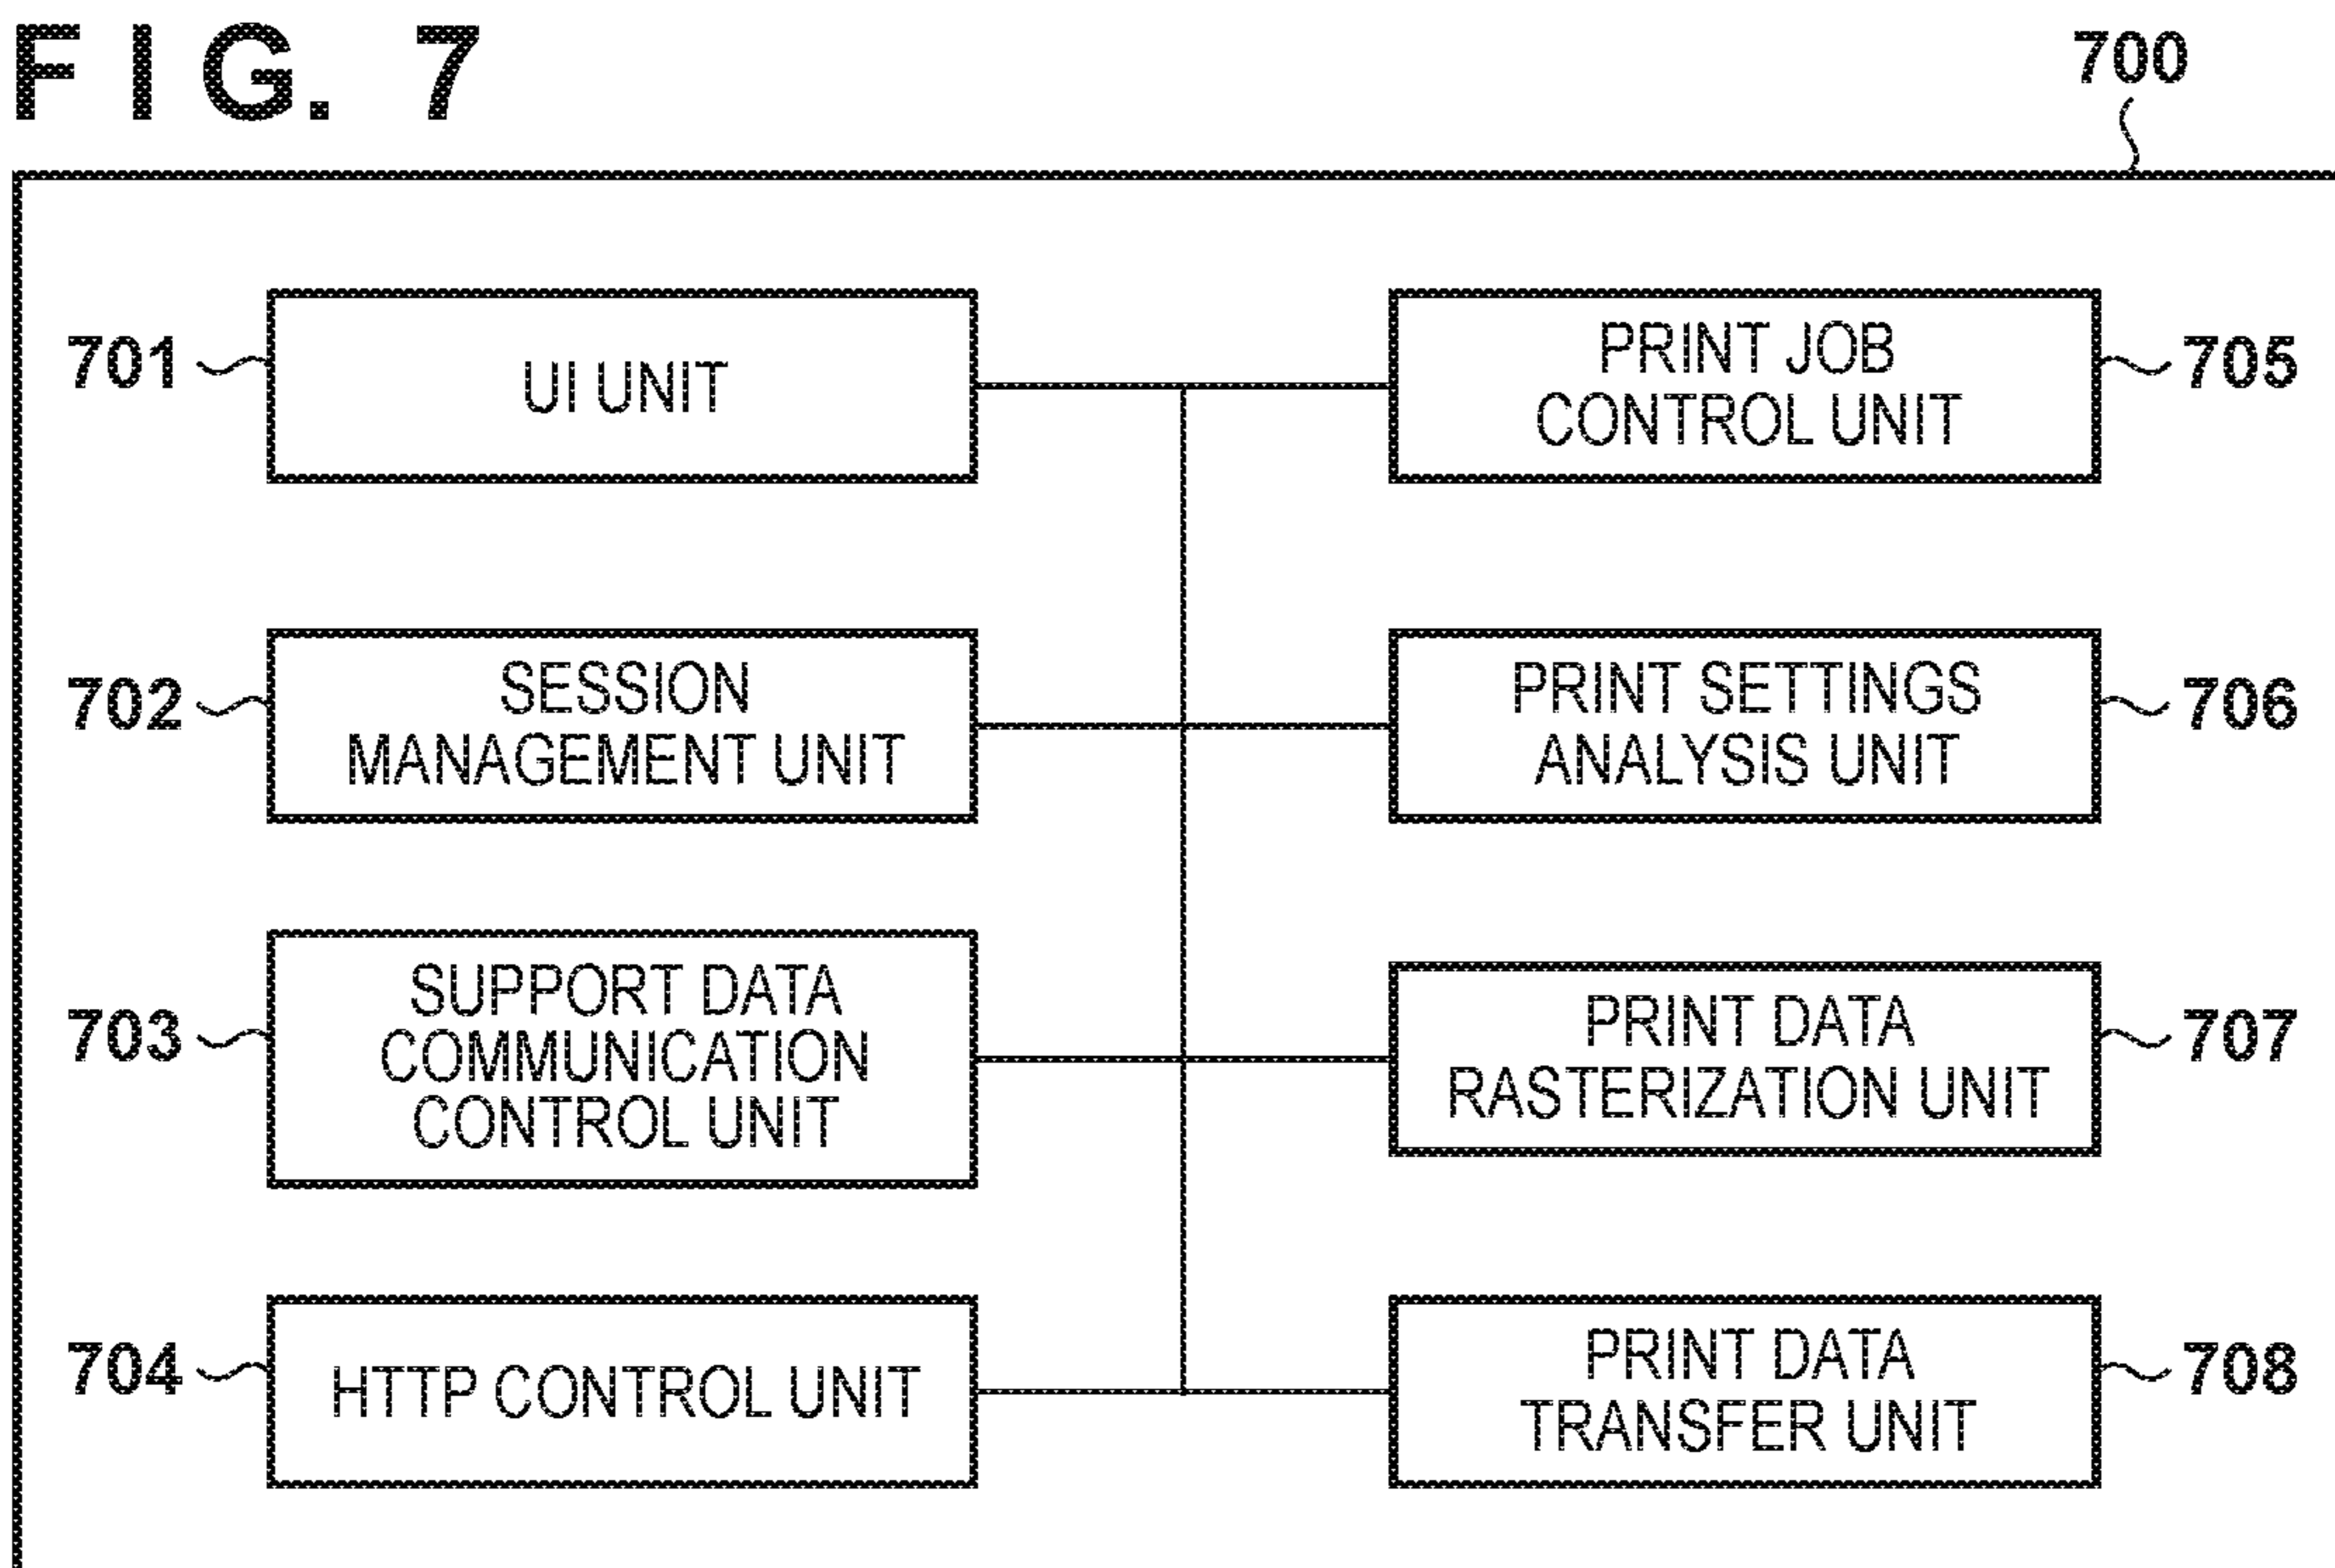 FIG. 7
700
701
UI UNIT
PRINT JOB
CONTROL UNIT
705
702
SESSION
MANAGEMENT UNIT
PRINT SETTINGS
ANALYSIS UNIT
706
703
SUPPORT DATA
COMMUNICATION
CONTROL UNIT
PRINT DATA
RASTERIZATION UNIT
707
704
HTTP CONTROL UNIT
PRINT DATA
TRANSFER UNIT
708